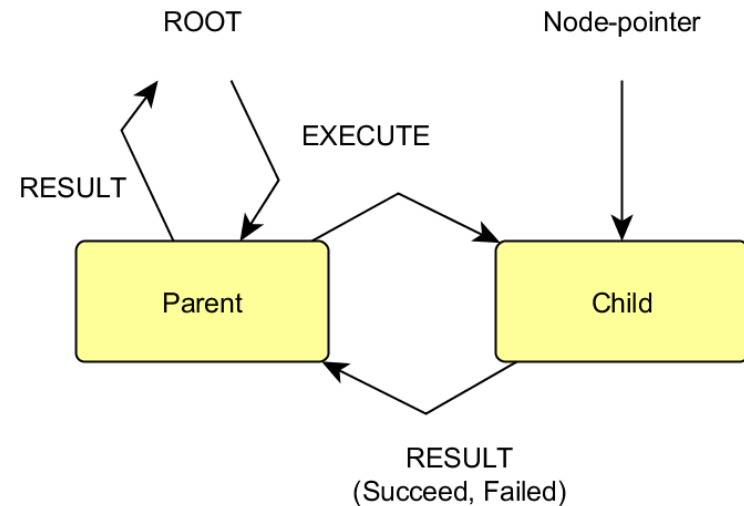 ROOT
Node-pointer
EXECUTE
RESULT
Parent
Child
RESULT
(Succeed, Failed)